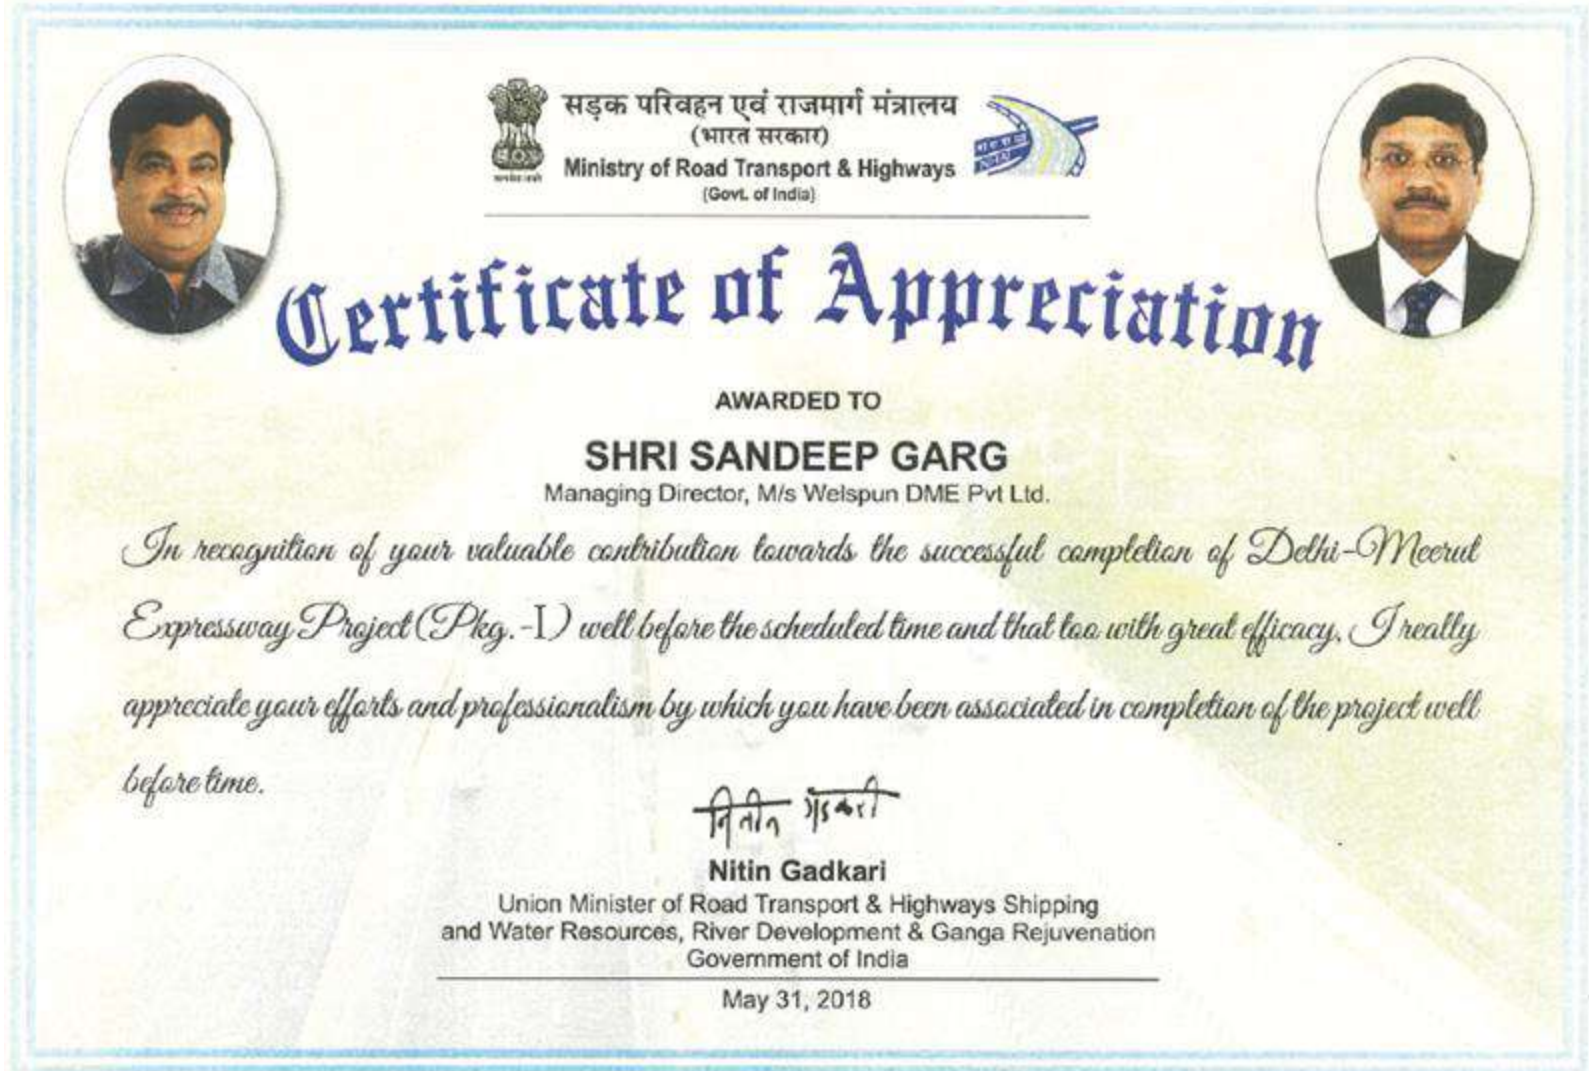 सड़क परिवहन एवं राजमार्ग मंत्रालय
(भारत सरकार)
Ministry of Road Transport & Highways
(Govt. of India)
Certificate of Appreciation
AWARDED TO
SHRI SANDEEP GARG
Managing Director, M/s Welspun DME Pvt Ltd.
In recognition of your valuable contribution towards the successful completion of Delhi-Meerut
Expressway Project (Pkg.-I) well before the scheduled time and that too with great efficacy. I really
appreciate your efforts and professionalism by which you have been associated in completion of the project well
before time.
नितीन गडकरी
Nitin Gadkari
Union Minister of Road Transport & Highways Shipping
and Water Resources, River Development & Ganga Rejuvenation
Government of India
May 31, 2018